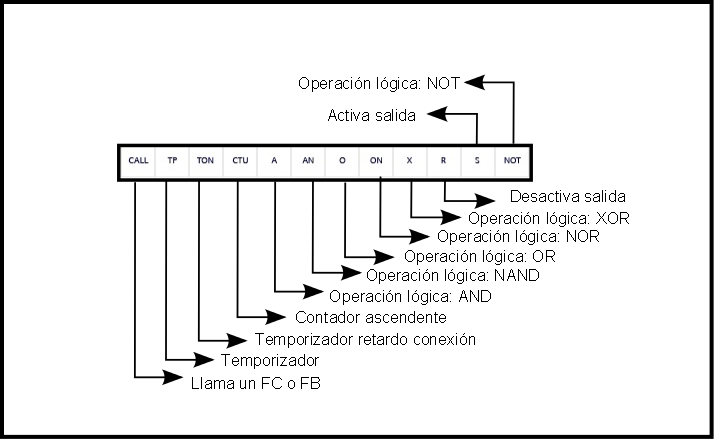 Operación lógica: NOT
Activa salida
CALL TP TON CTU A AN O ON X R S NOT
Desactiva salida
Operación lógica: XOR
Operación lógica: NOR
Operación lógica: OR
Operación lógica: NAND
Operación lógica: AND
Contador ascendente
Temporizador retardo conexión
Temporizador
Llama un FC o FB